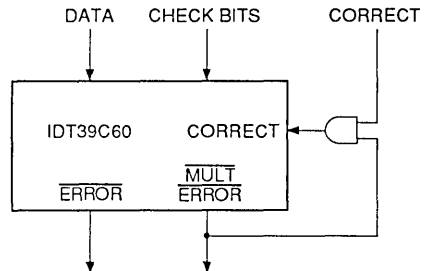 DATA CHECK BITS CORRECT
IDT39C60 CORRECT
MULT
ERROR ERROR